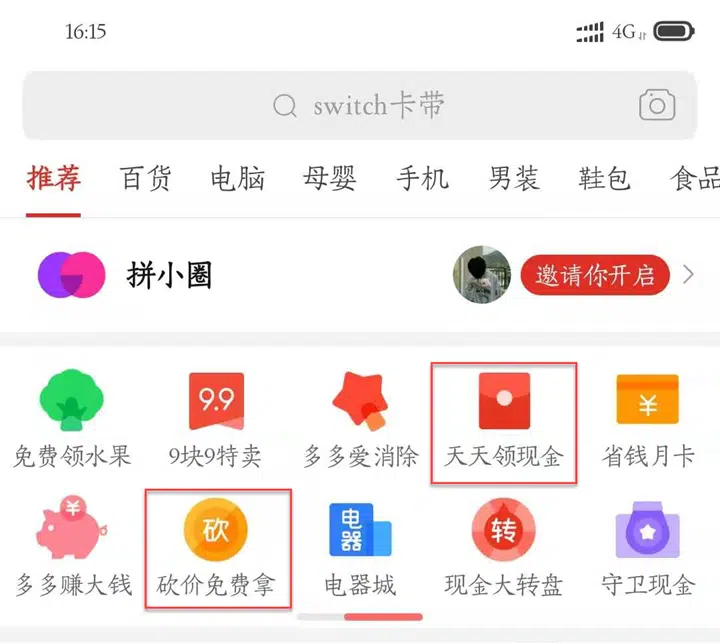 16:15 4G
switch卡带
推荐 百货 电脑 母婴 手机 男装 鞋包 食品
拼小圈 邀请你开启
9.9 ¥
免费领水果 9块9特卖 多多爱消除 天天领现金 省钱月卡
¥ 砍 电器 转
多多赚大钱 砍价免费拿 电器城 现金大转盘 守卫现金